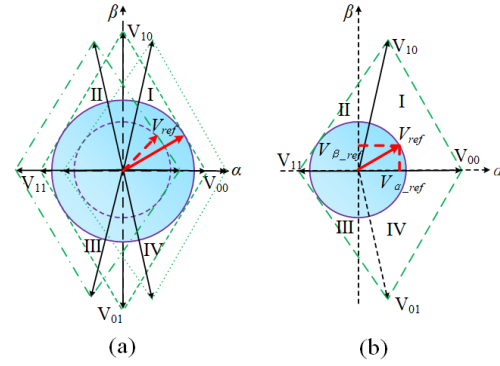 β
V10
II
I
Vref
α
V11
V00
III
IV
V01
(a)
β
V10
I
II
Vref
Vβ_ref
V11
V00
α
Vα_ref
III
IV
V01
(b)